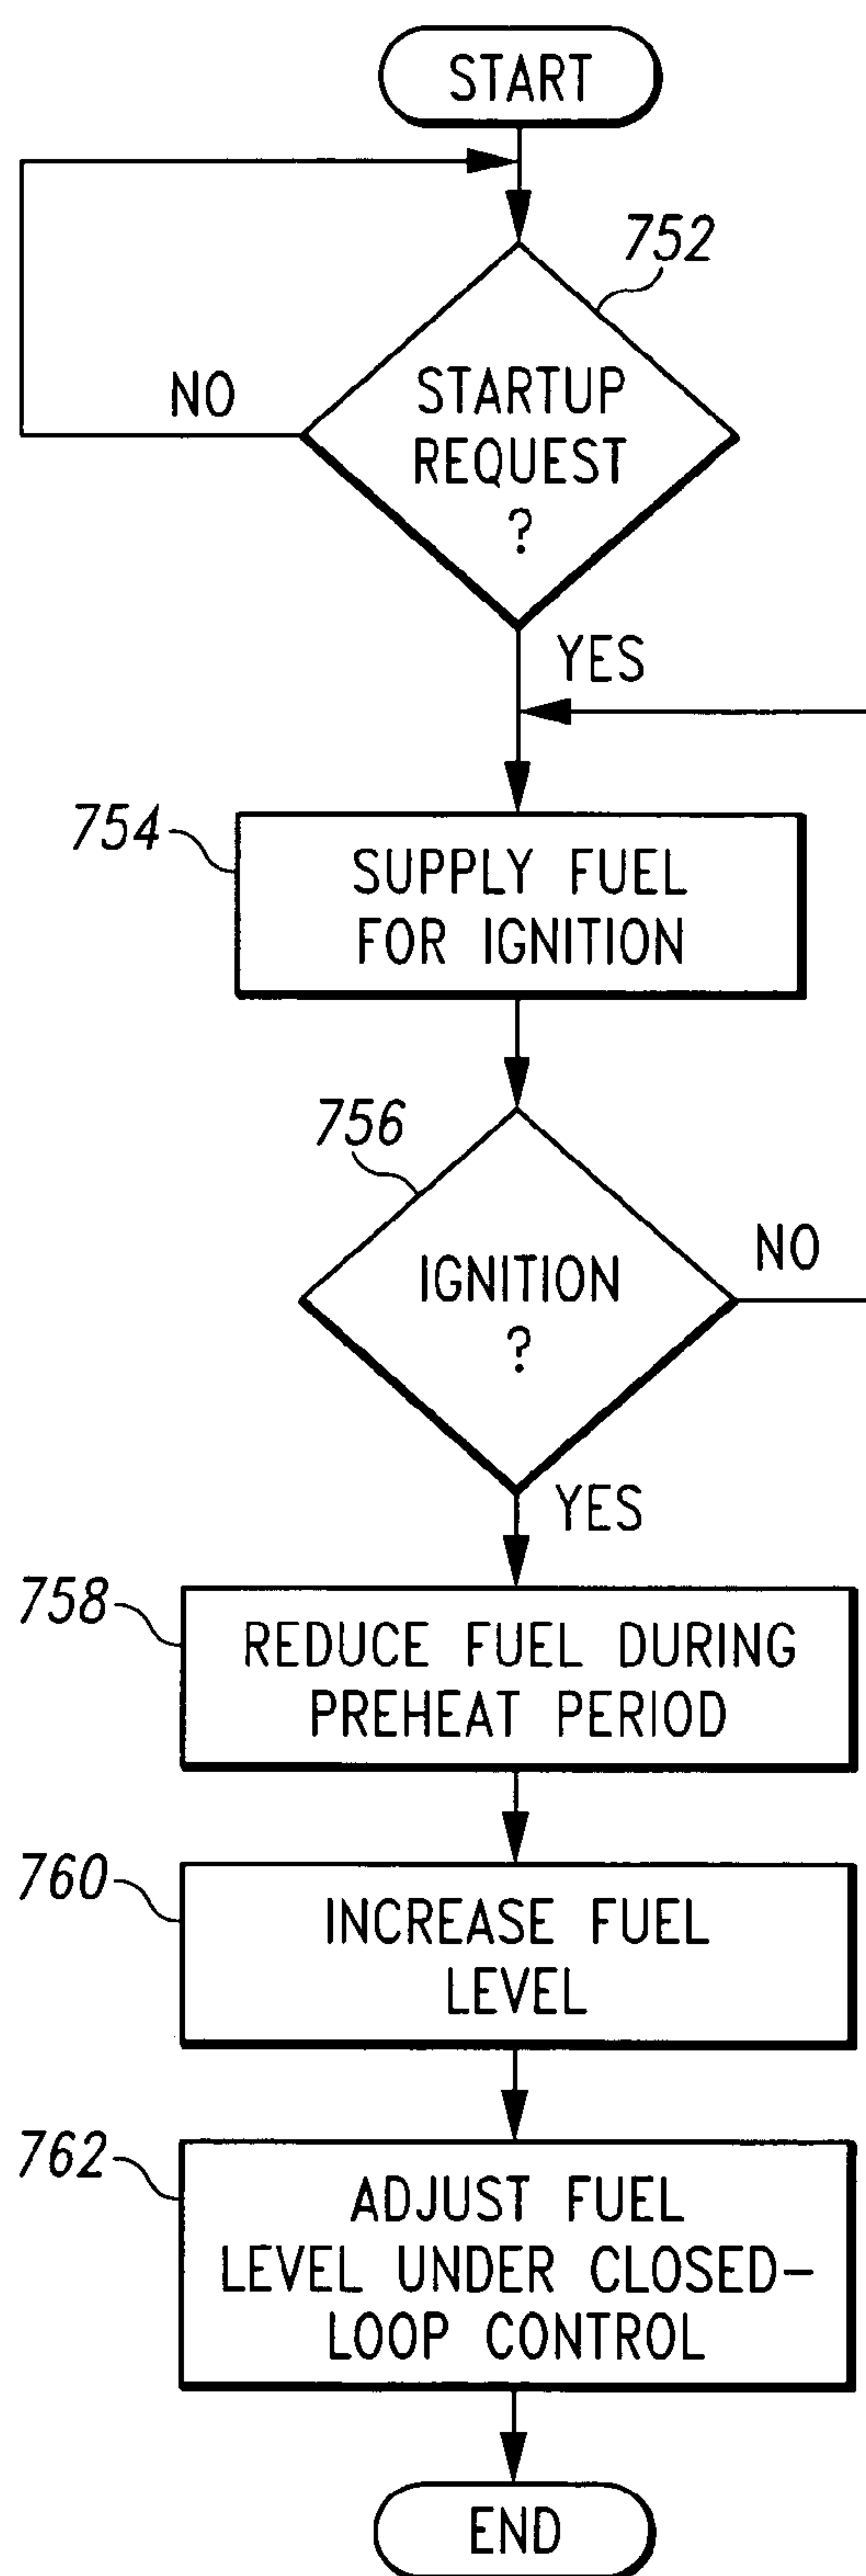 START
752
NO
STARTUP
REQUEST
?
YES
754
SUPPLY FUEL
FOR IGNITION
756
NO
IGNITION
?
YES
758
REDUCE FUEL DURING
PREHEAT PERIOD
760
INCREASE FUEL
LEVEL
762
ADJUST FUEL
LEVEL UNDER CLOSED-
LOOP CONTROL
END